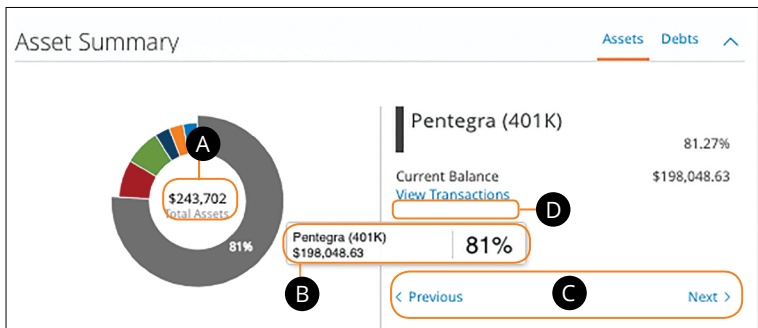 Asset Summary
Assets Debts
A
$243,702
Total Assets
81%
Pentegra (401K)
81.27%
Current Balance $198,048.63
View Transactions
D
Pentegra (401K)
$198,048.63
81%
B
C
< Previous Next >